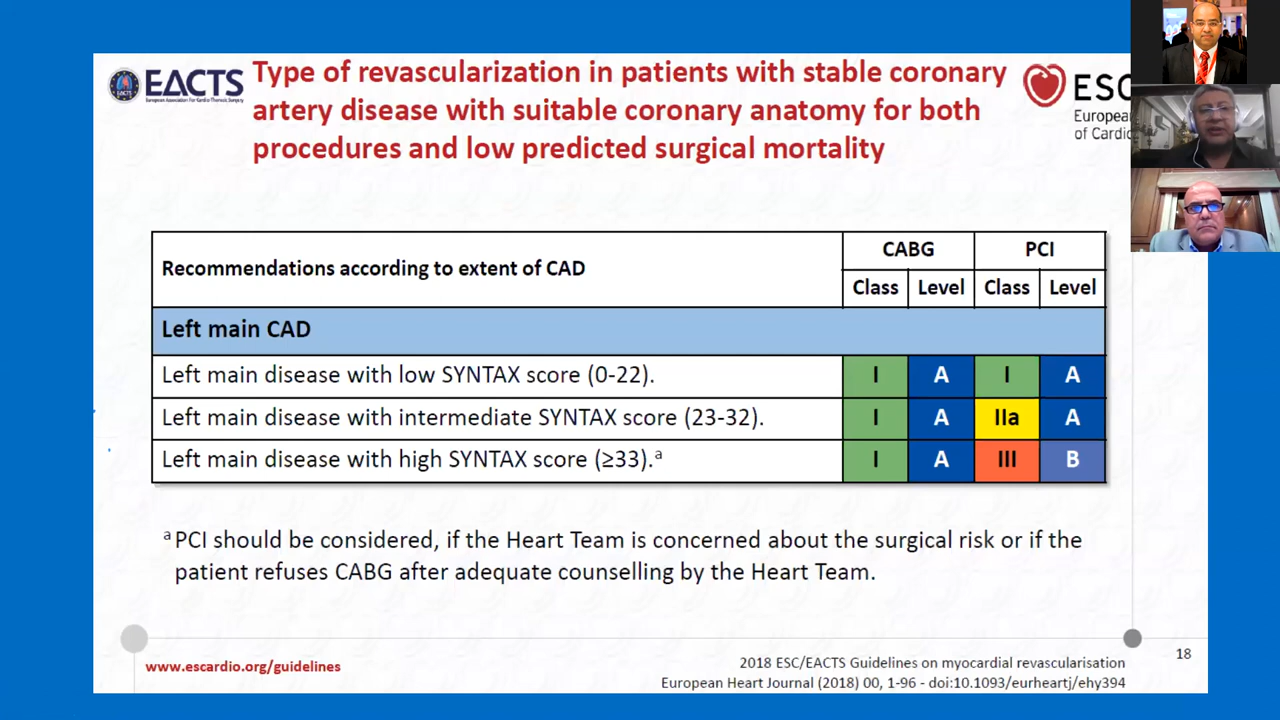 EACTS
European Association For Cardio-Thoracic Surgery
Type of revascularization in patients with stable coronary
artery disease with suitable coronary anatomy for both
procedures and low predicted surgical mortality
ESC
European
of Cardio
Recommendations according to extent of CAD
CABG
PCI
Class
Level
Class
Level
Left main CAD
Left main disease with low SYNTAX score (0-22).
I
A
I
A
Left main disease with intermediate SYNTAX score (23-32).
I
A
IIa
A
Left main disease with high SYNTAX score (≥33).ᵃ
I
A
III
B
ᵃ PCI should be considered, if the Heart Team is concerned about the surgical risk or if the
patient refuses CABG after adequate counselling by the Heart Team.
www.escardio.org/guidelines
18
2018 ESC/EACTS Guidelines on myocardial revascularisation
European Heart Journal (2018) 00, 1-96 - doi:10.1093/eurheartj/ehy394